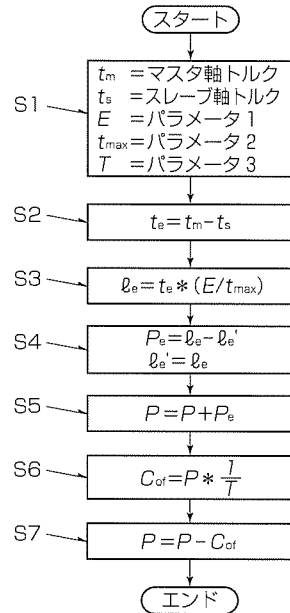 スタート
S1
tm =マスタ軸トルク
ts =スレーブ軸トルク
E =パラメータ1
tmax=パラメータ2
T =パラメータ3
S2
te=tm−ts
S3
ℓe=te*(E/tmax)
S4
Pe=ℓe−ℓe'
ℓe'=ℓe
S5
P=P+Pe
S6
Cof=P*1/T
S7
P=P−Cof
エンド